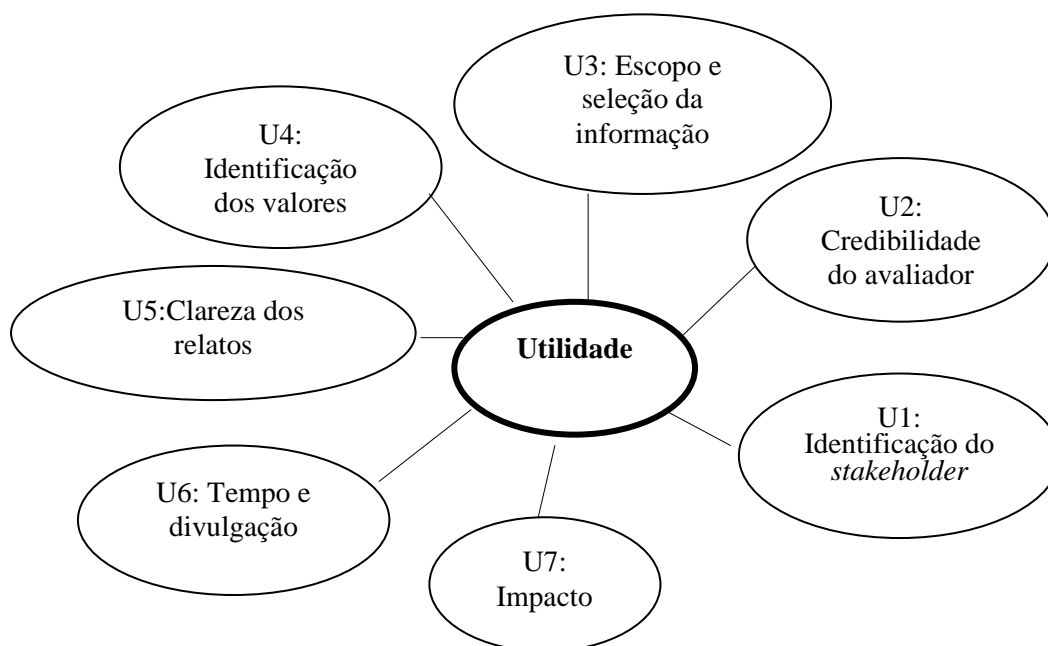 U3: Escopo e
seleção da
informação
U4:
Identificação
dos valores
U2:
Credibilidade
do avaliador
U5:Clareza dos
relatos
Utilidade
U1:
Identificação do
stakeholder
U6: Tempo e
divulgação
U7:
Impacto